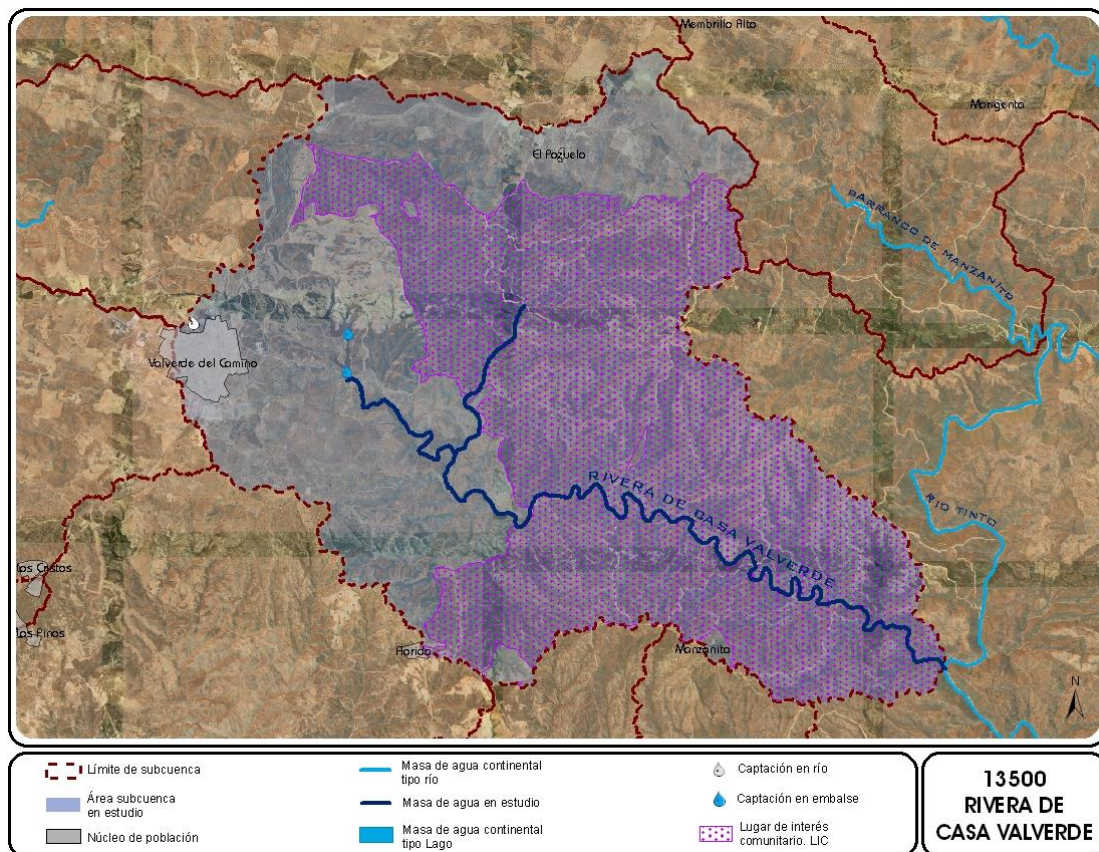 Membrillo Alto
Marigenta
El Pozuelo
BARRANCO DE MANZANITO
Valverde del Camino
RIVERA DE CASA VALVERDE
RIO TINTO
Los Cristos
Los Pinos
Florida
Manzanito
N
Límite de subcuenca
Área subcuenca
en estudio
Núcleo de población
Masa de agua continental
tipo río
Masa de agua en estudio
Masa de agua continental
tipo Lago
Captación en río
Captación en embalse
Lugar de interés
comunitario. LIC
13500
RIVERA DE
CASA VALVERDE